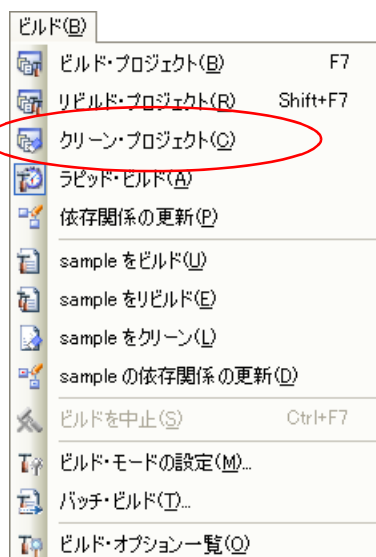 ビルド(B)
ビルド・プロジェクト(B) F7
リビルド・プロジェクト(R) Shift+F7
クリーン・プロジェクト(C)
ラピッド・ビルド(A)
依存関係の更新(P)
sample をビルド(U)
sample をリビルド(E)
sample をクリーン(L)
sample の依存関係の更新(D)
ビルドを中止(S) Ctrl+F7
ビルド・モードの設定(M)...
バッチ・ビルド(T)...
ビルド・オプション一覧(O)